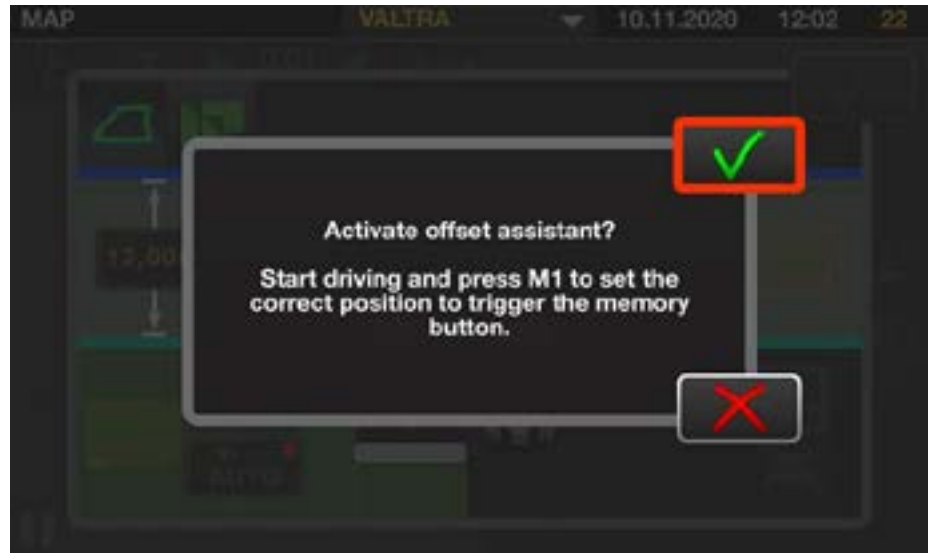 MAP VALTRA 10.11.2020 12:02 22
Activate offset assistant?
Start driving and press M1 to set the
correct position to trigger the memory
button.
AUTO